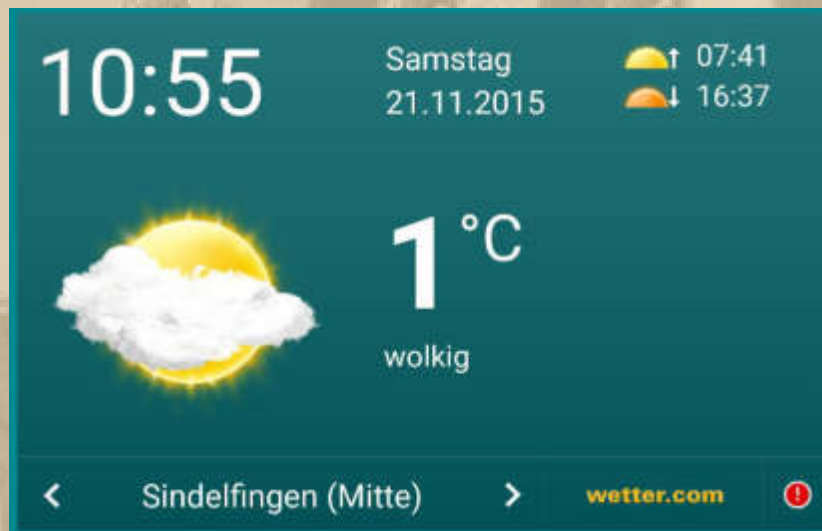 10:55
Samstag
21.11.2015
07:41
16:37
1 °C
wolkig
Sindelfingen (Mitte)
wetter.com